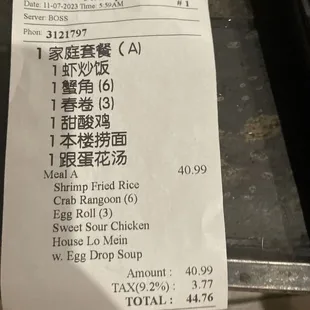 Date: 11-07-2023 Time: 5:59AM # 1
Server: BOSS
Phon: 3121797
1 家庭套餐（A）
1 虾炒饭
1 蟹角 (6)
1 春卷 (3)
1 甜酸鸡
1 本楼捞面
1 跟蛋花汤
Meal A 40.99
Shrimp Fried Rice
Crab Rangoon (6)
Egg Roll (3)
Sweet Sour Chicken
House Lo Mein
w. Egg Drop Soup
Amount : 40.99
TAX(9.2%) : 3.77
TOTAL : 44.76